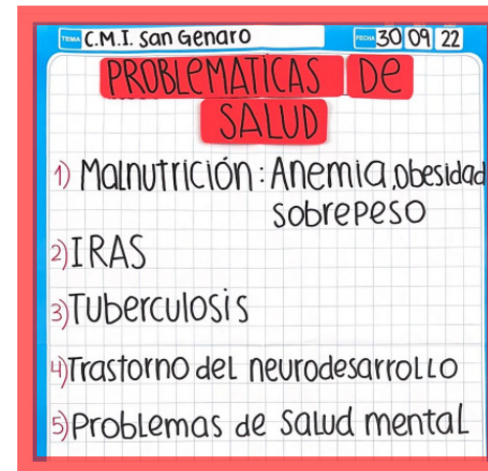 TEMA C.M.I. San Genaro FECHA 30 09 22
PROBLEMATICAS DE
SALUD
1) Malnutrición: Anemia, obesidad
sobrepeso
2) IRAS
3) Tuberculosis
4) Trastorno del neurodesarrollo
5) Problemas de salud mental